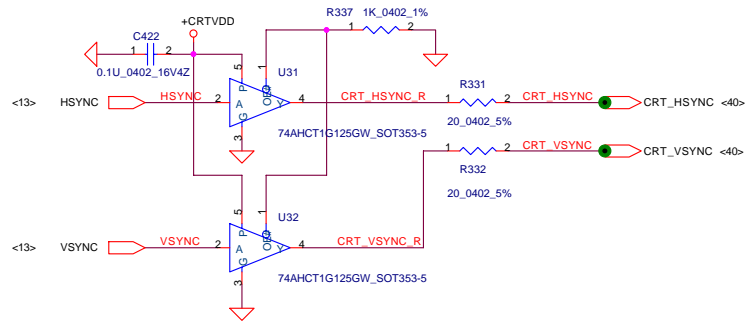 R337 1K_0402_1%
+CRTVDD
1 2
C422
1 2
0.1U_0402_16V4Z
5
1
U31
P
OE
R331
<13> HSYNC HSYNC 2 A Y 4 CRT_HSYNC_R 1 2 CRT_HSYNC CRT_HSYNC <40>
G
3
74AHCT1G125GW_SOT353-5
20_0402_5%
1 2 CRT_VSYNC CRT_VSYNC <40>
R332
20_0402_5%
5
1
U32
P
OE
<13> VSYNC VSYNC 2 A Y 4 CRT_VSYNC_R
G
3
74AHCT1G125GW_SOT353-5